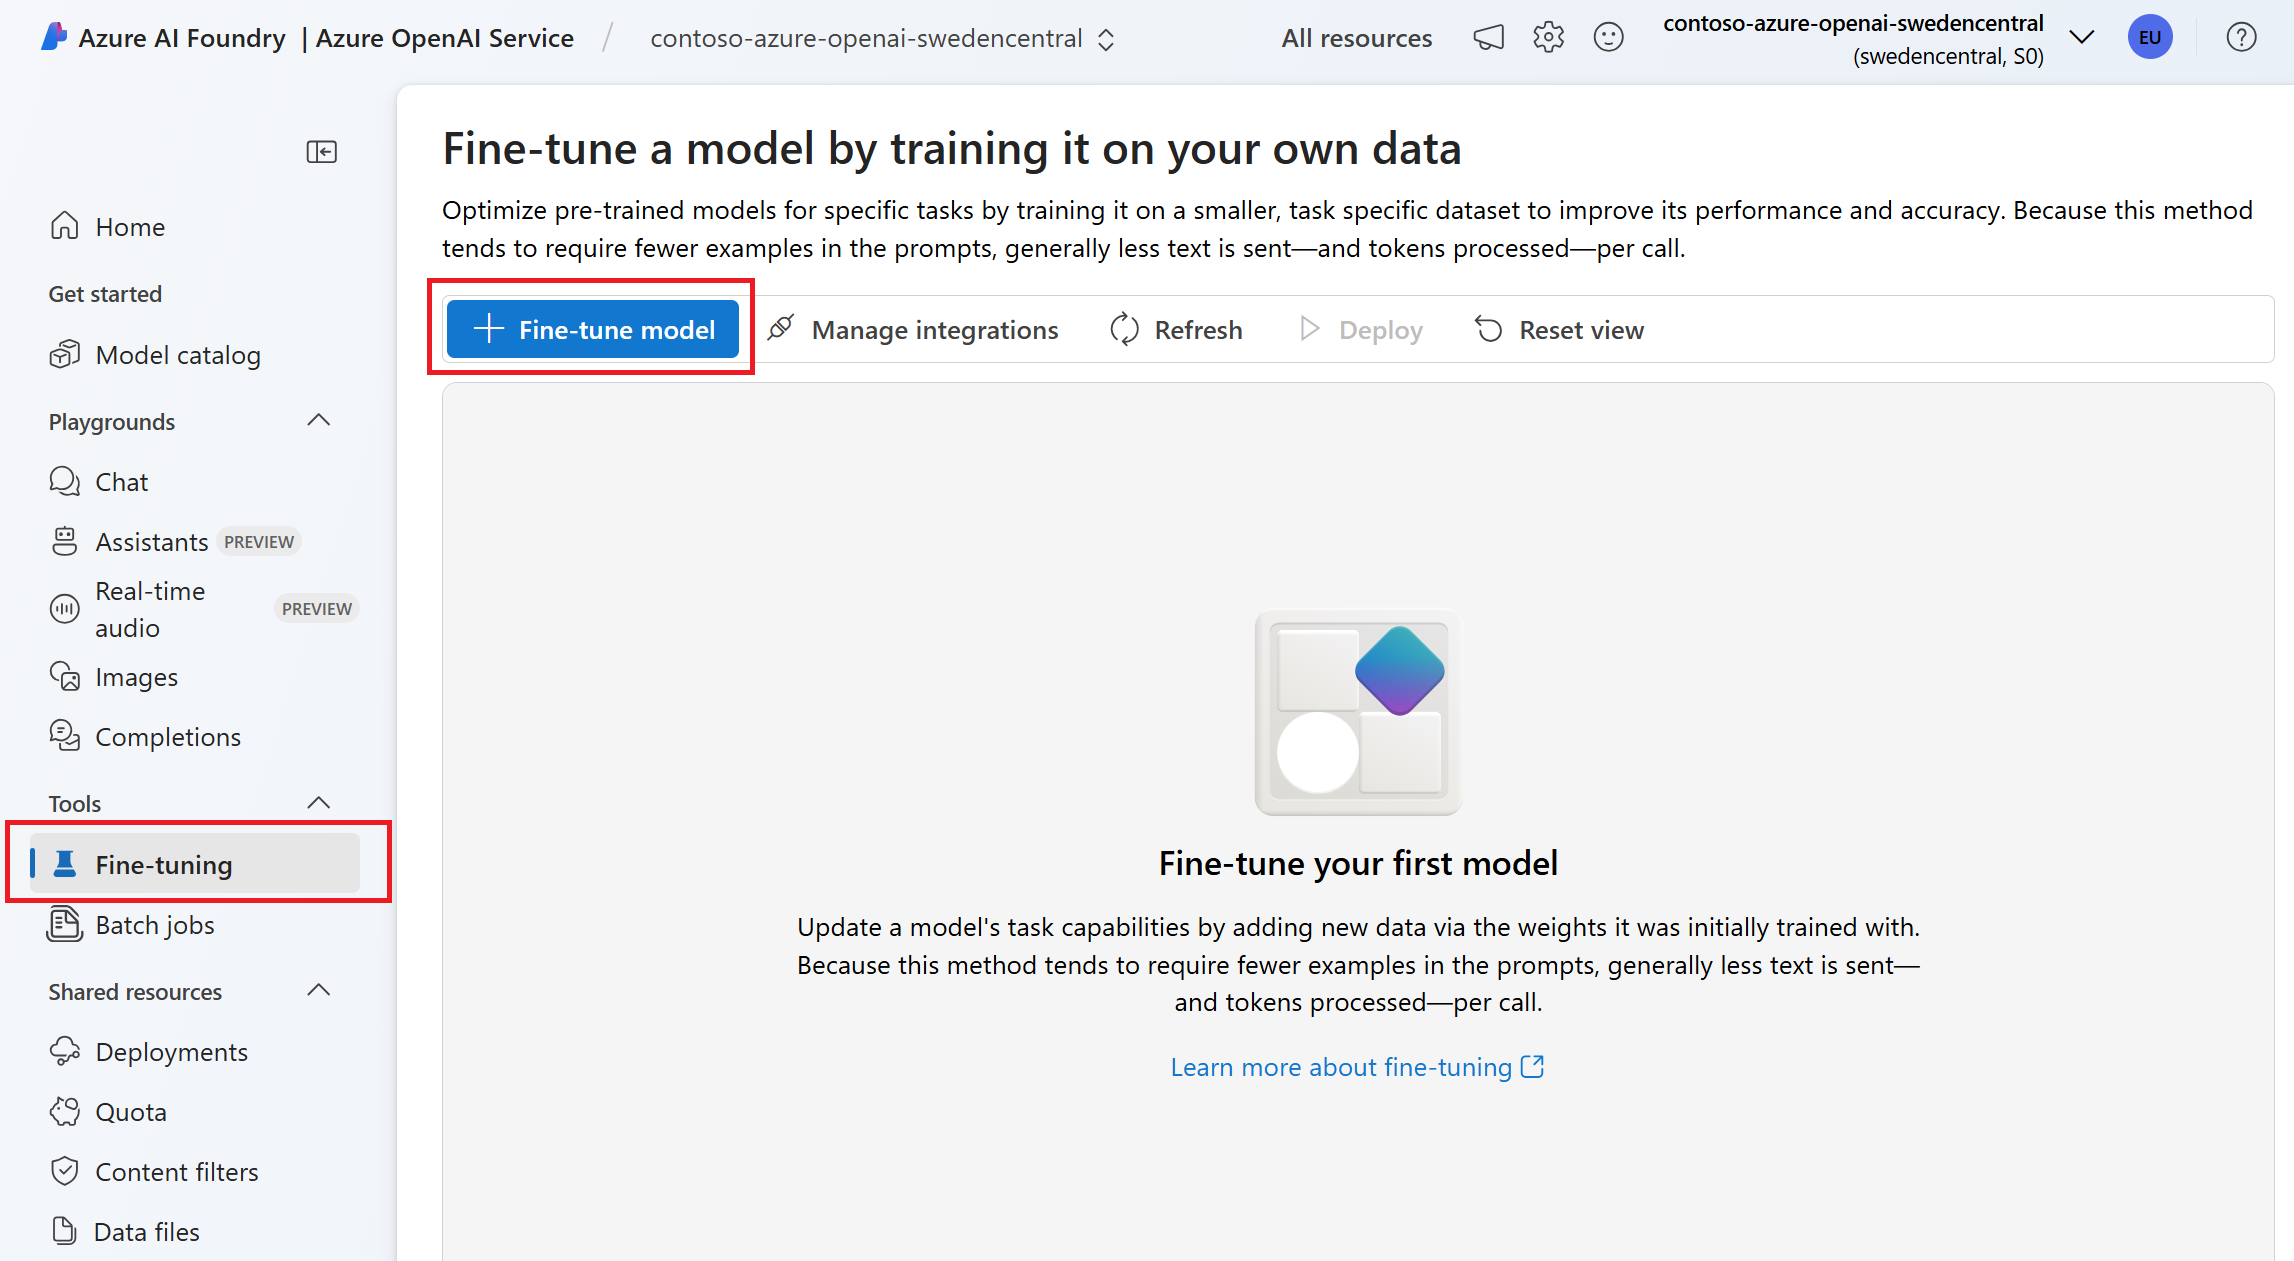 Azure AI Foundry | Azure OpenAI Service / contoso-azure-openai-swedencentral All resources contoso-azure-openai-swedencentral
(swedencentral, S0)
EU
Home
Get started
Model catalog
Playgrounds
Chat
Assistants PREVIEW
Real-time
audio
PREVIEW
Images
Completions
Tools
Fine-tuning
Batch jobs
Shared resources
Deployments
Quota
Content filters
Data files
Fine-tune a model by training it on your own data
Optimize pre-trained models for specific tasks by training it on a smaller, task specific dataset to improve its performance and accuracy. Because this method
tends to require fewer examples in the prompts, generally less text is sent—and tokens processed—per call.
Fine-tune model Manage integrations Refresh Deploy Reset view
Fine-tune your first model
Update a model's task capabilities by adding new data via the weights it was initially trained with.
Because this method tends to require fewer examples in the prompts, generally less text is sent—
and tokens processed—per call.
Learn more about fine-tuning